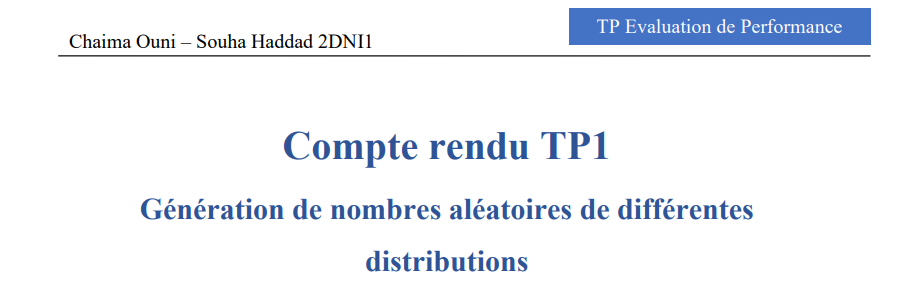 Chaima Ouni – Souha Haddad 2DNI1
TP Evaluation de Performance
Compte rendu TP1
Génération de nombres aléatoires de différentes
distributions